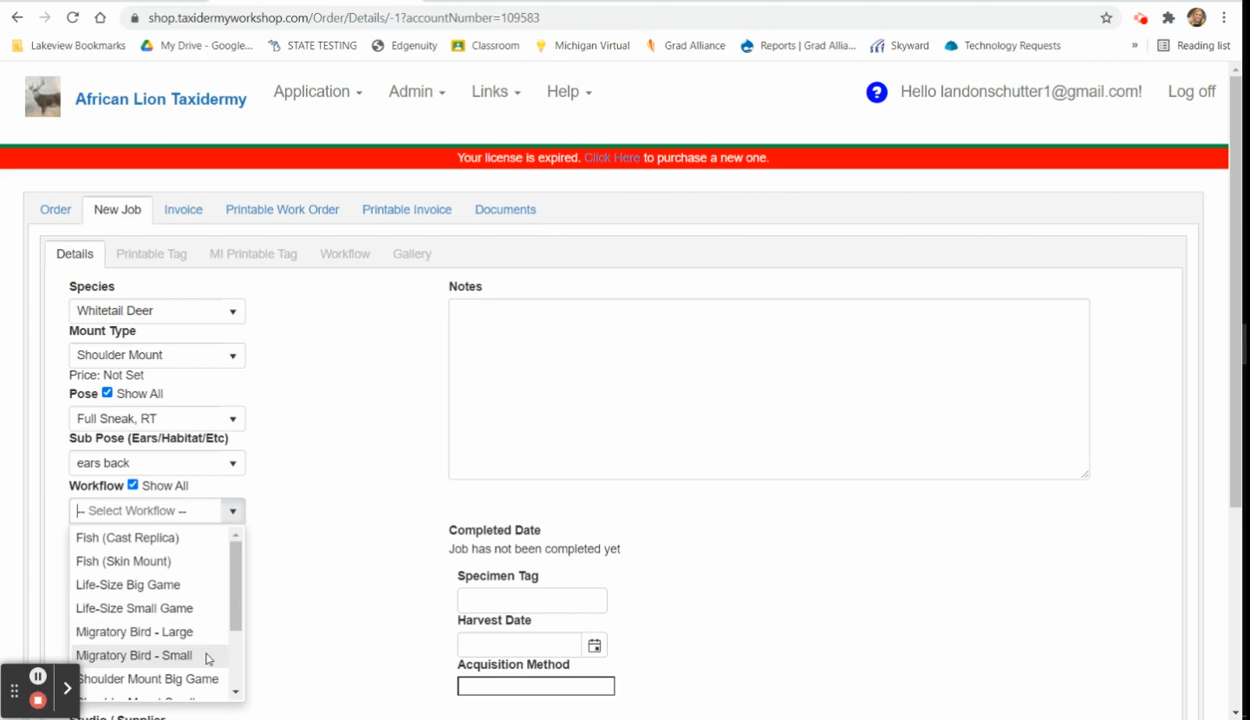 shop.taxidermyworkshop.com/Order/Details/-1?accountNumber=109583
Lakeview Bookmarks My Drive - Google... STATE TESTING Edgenuity Classroom Michigan Virtual Grad Alliance Reports | Grad Allia... Skyward Technology Requests » Reading list
African Lion Taxidermy Application Admin Links Help ? Hello landonschutter1@gmail.com! Log off
Your license is expired. Click Here to purchase a new one.
Order New Job Invoice Printable Work Order Printable Invoice Documents
Details Printable Tag MI Printable Tag Workflow Gallery
Species
Whitetail Deer
Mount Type
Shoulder Mount
Price: Not Set
Pose Show All
Full Sneak, RT
Sub Pose (Ears/Habitat/Etc)
ears back
Workflow Show All
-- Select Workflow --
Fish (Cast Replica)
Fish (Skin Mount)
Life-Size Big Game
Life-Size Small Game
Migratory Bird - Large
Migratory Bird - Small
Shoulder Mount Big Game
Studio / Supplier
Notes
Completed Date
Job has not been completed yet
Specimen Tag
Harvest Date
Acquisition Method